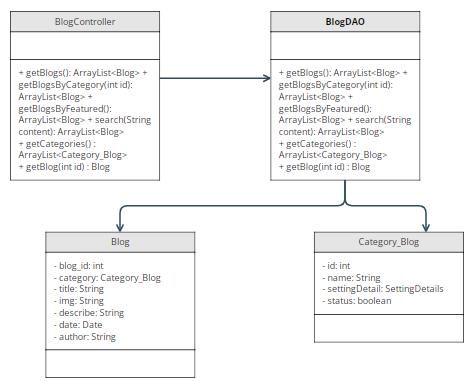 BlogController
+ getBlogs(): ArrayList<Blog> +
getBlogsByCategory(int id):
ArrayList<Blog> +
getBlogsByFeatured():
ArrayList<Blog> + search(String
content): ArrayList<Blog>
+ getCategories() :
ArrayList<Category_Blog>
+ getBlog(int id) : Blog
BlogDAO
+ getBlogs(): ArrayList<Blog> +
getBlogsByCategory(int id):
ArrayList<Blog> +
getBlogsByFeatured():
ArrayList<Blog> + search(String
content): ArrayList<Blog>
+ getCategories() :
ArrayList<Category_Blog>
+ getBlog(int id) : Blog
Blog
- blog_id: int
- category: Category_Blog
- title: String
- img: String
- describe: String
- date: Date
- author: String
Category_Blog
- id: int
- name: String
- settingDetail: SettingDetails
- status: boolean